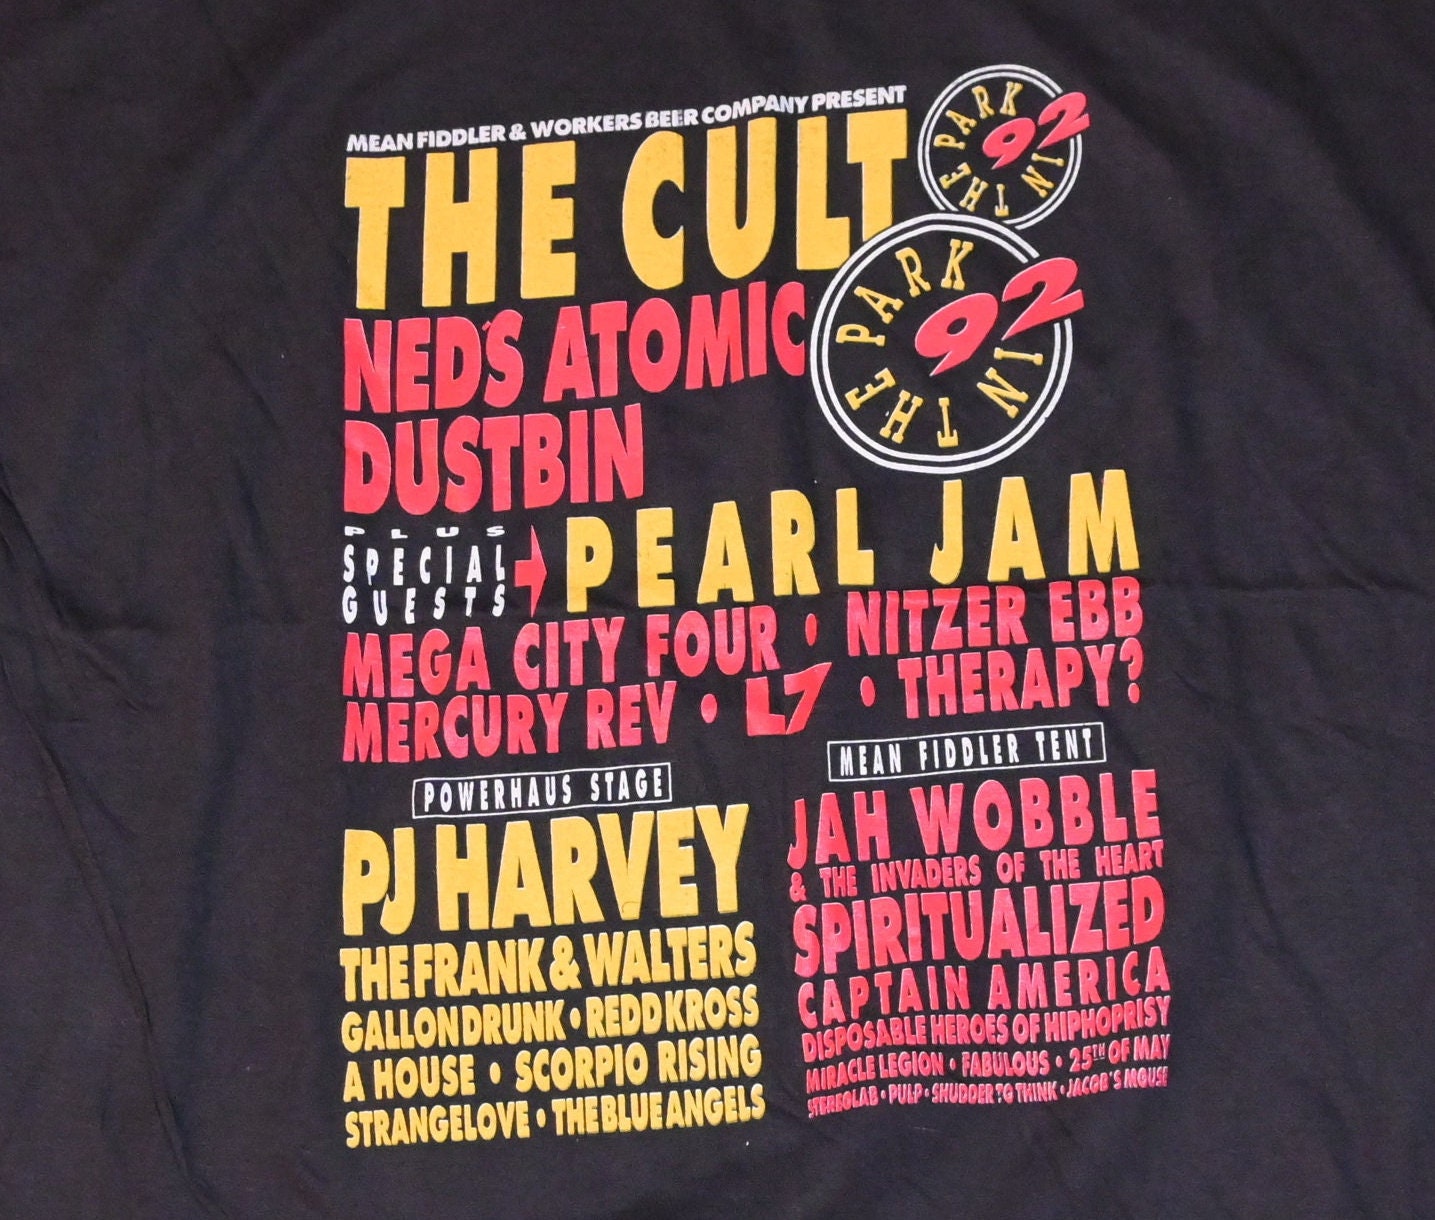 MEAN FIDDLER & WORKERS BEER COMPANY PRESENT
THE CULT
IN THE PARK 92
NED'S ATOMIC
DUSTBIN
IN THE PARK 92
PLUS
SPECIAL
GUESTS
PEARL JAM
MEGA CITY FOUR • NITZER EBB
MERCURY REV • L7 • THERAPY?
POWERHAUS STAGE
PJ HARVEY
THE FRANK & WALTERS
GALLON DRUNK • REDD KROSS
A HOUSE • SCORPIO RISING
STRANGELOVE • THE BLUE ANGELS
MEAN FIDDLER TENT
JAH WOBBLE
& THE INVADERS OF THE HEART
SPIRITUALIZED
CAPTAIN AMERICA
DISPOSABLE HEROES OF HIPHOPRISY
MIRACLE LEGION • FABULOUS • 25TH OF MAY
STEREOLAB • PULP • SHUDDER TO THINK • JACOB'S MOUSE